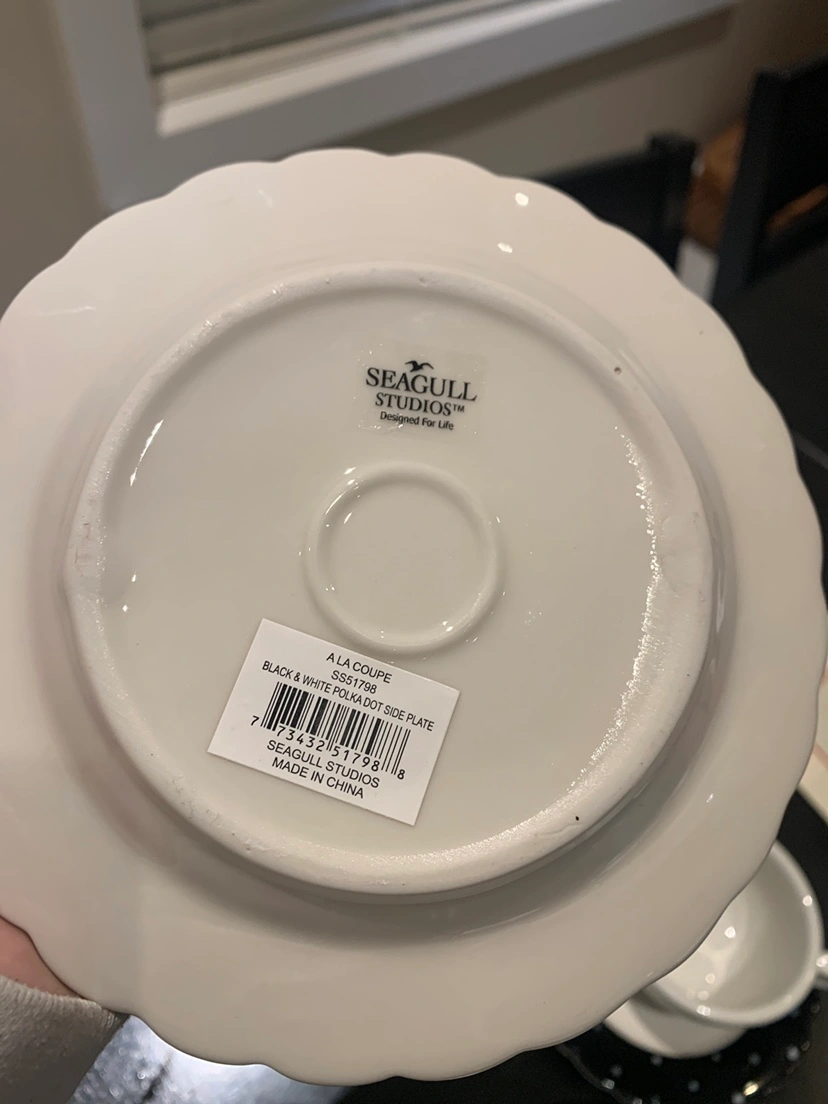 SEAGULL
STUDIOS™
Designed For Life
A LA COUPE
SS51798
BLACK & WHITE POLKA DOT SIDE PLATE
7 73432 51798 8
SEAGULL STUDIOS
MADE IN CHINA